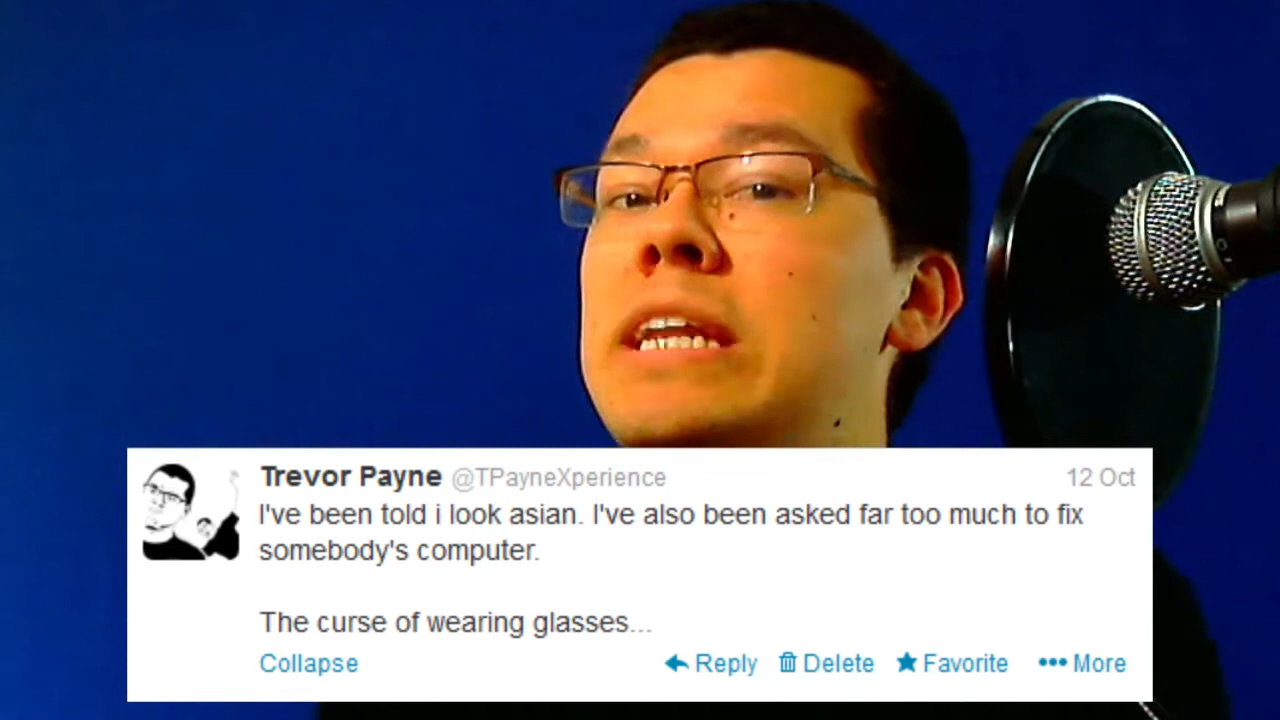 Trevor Payne @TPayneXperience 12 Oct
I've been told i look asian. I've also been asked far too much to fix
somebody's computer.
The curse of wearing glasses...
Collapse Reply Delete Favorite More